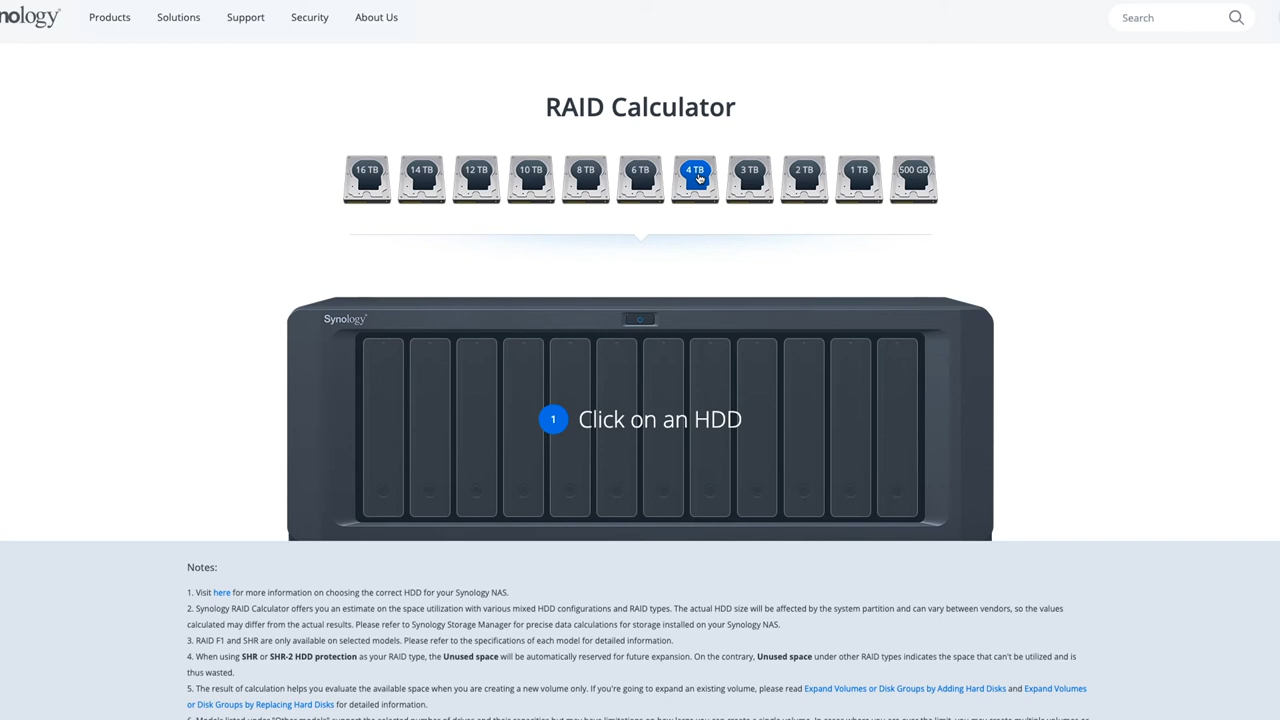 Products Solutions Support Security About Us Search
RAID Calculator
16 TB 14 TB 12 TB 10 TB 8 TB 6 TB 4 TB 3 TB 2 TB 1 TB 500 GB
Synology
1 Click on an HDD
Notes:
1. Visit here for more information on choosing the correct HDD for your Synology NAS.
2. Synology RAID Calculator offers you an estimate on the space utilization with various mixed HDD configurations and RAID types. The actual HDD size will be affected by the system partition and can vary between vendors, so the values
calculated may differ from the actual results. Please refer to Synology Storage Manager for precise data calculations for storage installed on your Synology NAS.
3. RAID F1 and SHR are only available on selected models. Please refer to the specifications of each model for detailed information.
4. When using SHR or SHR-2 HDD protection as your RAID type, the Unused space will be automatically reserved for future expansion. On the contrary, Unused space under other RAID types indicates the space that can't be utilized and is
thus wasted.
5. The result of calculation helps you evaluate the available space when you are creating a new volume only. If you're going to expand an existing volume, please read Expand Volumes or Disk Groups by Adding Hard Disks and Expand Volumes
or Disk Groups by Replacing Hard Disks for detailed information.